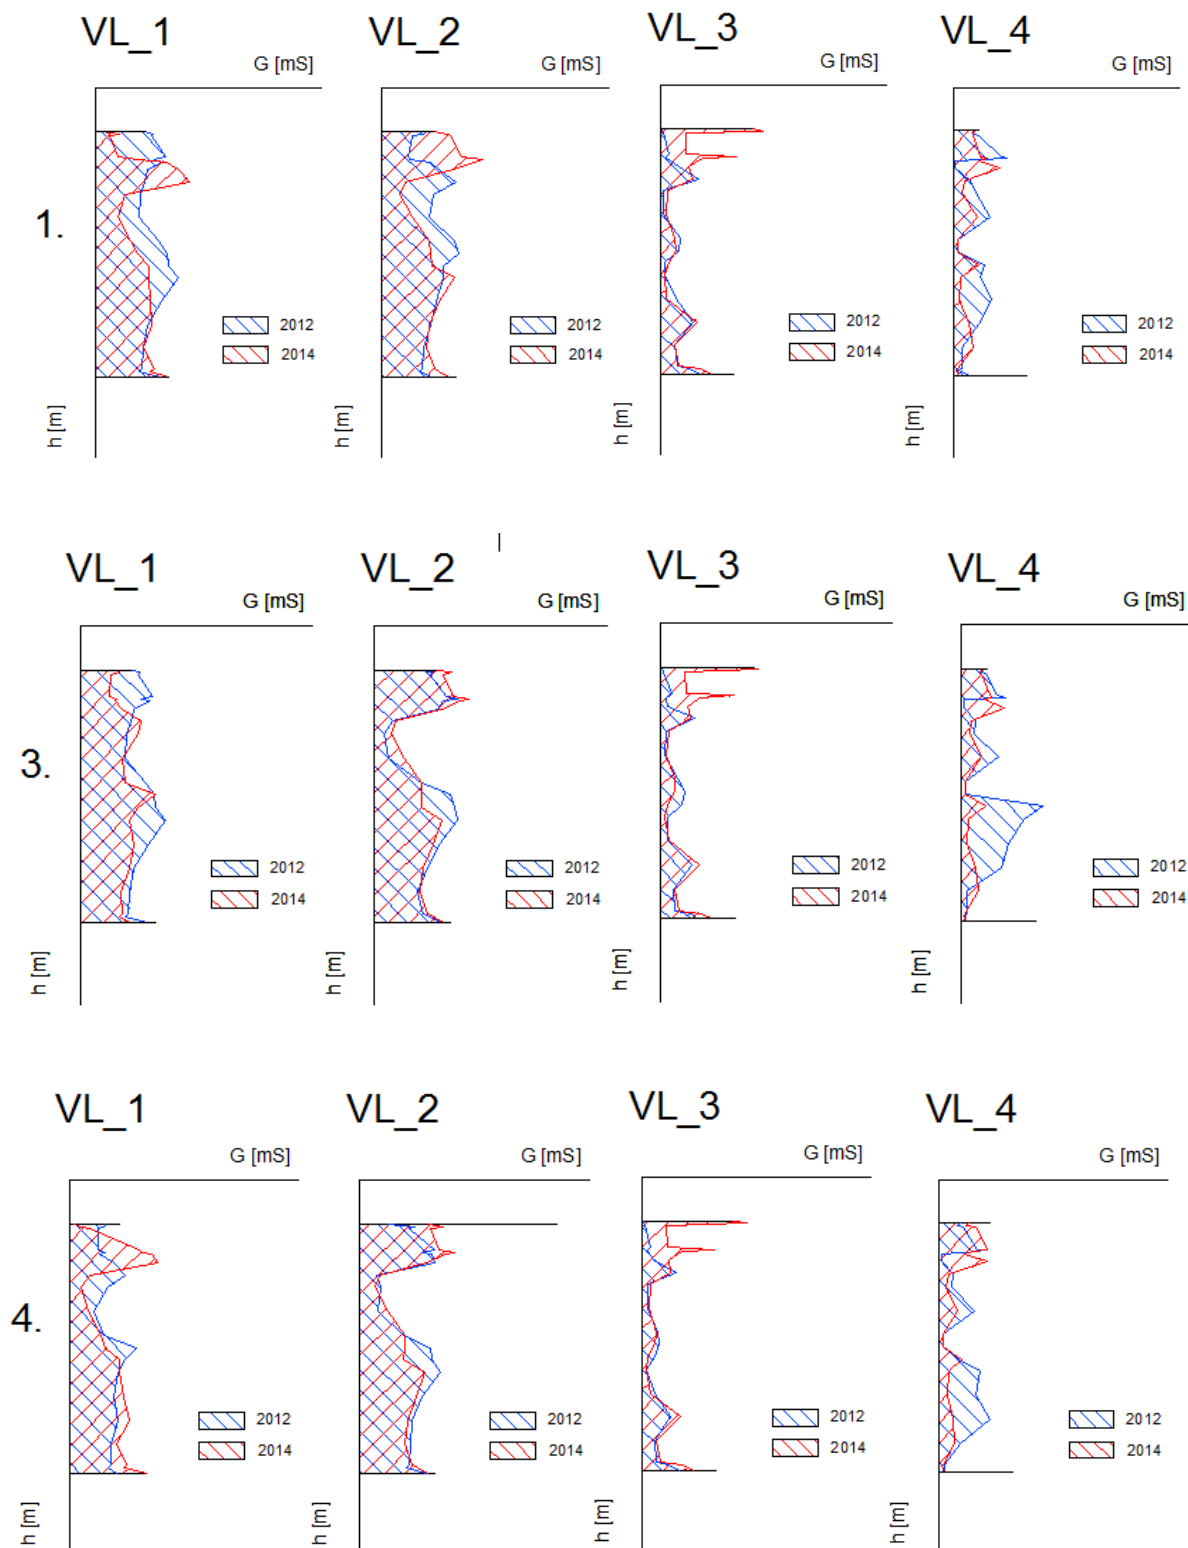 VL_1 VL_2 VL_3 VL_4
G [mS] G [mS] G [mS] G [mS]
1.
2012 2012 2012 2012
2014 2014 2014 2014
h [m] h [m] h [m] h [m]
VL_1 VL_2 VL_3 VL_4
G [mS] G [mS] G [mS] G [mS]
3.
2012 2012 2012 2012
2014 2014 2014 2014
h [m] h [m] h [m] h [m]
VL_1 VL_2 VL_3 VL_4
G [mS] G [mS] G [mS] G [mS]
4.
2012 2012 2012 2012
2014 2014 2014 2014
h [m] h [m] h [m] h [m]